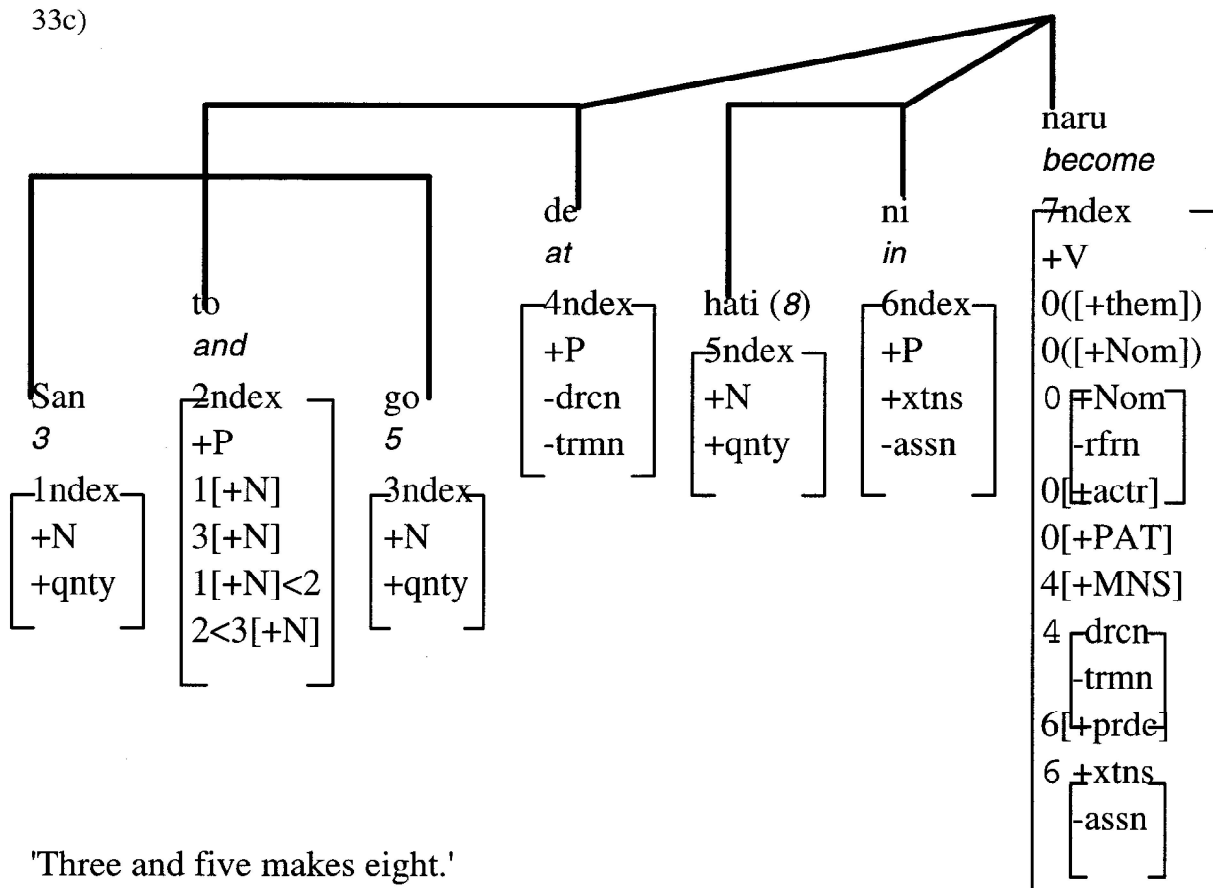 33c)
San
3
1ndex
+N
+qnty
to
and
2ndex
+P
1[+N]
3[+N]
1[+N]<2
2<3[+N]
go
5
3ndex
+N
+qnty
de
at
4ndex
+P
-drcn
-trmn
hati (8)
5ndex
+N
+qnty
ni
in
6ndex
+P
+xtns
-assn
naru
become
7ndex
+V
0([+them])
0([+Nom])
0 +Nom
-rfrn
0[+actr]
0[+PAT]
4[+MNS]
4 -drcn
-trmn
6[+prdc]
6 +xtns
-assn
'Three and five makes eight.'